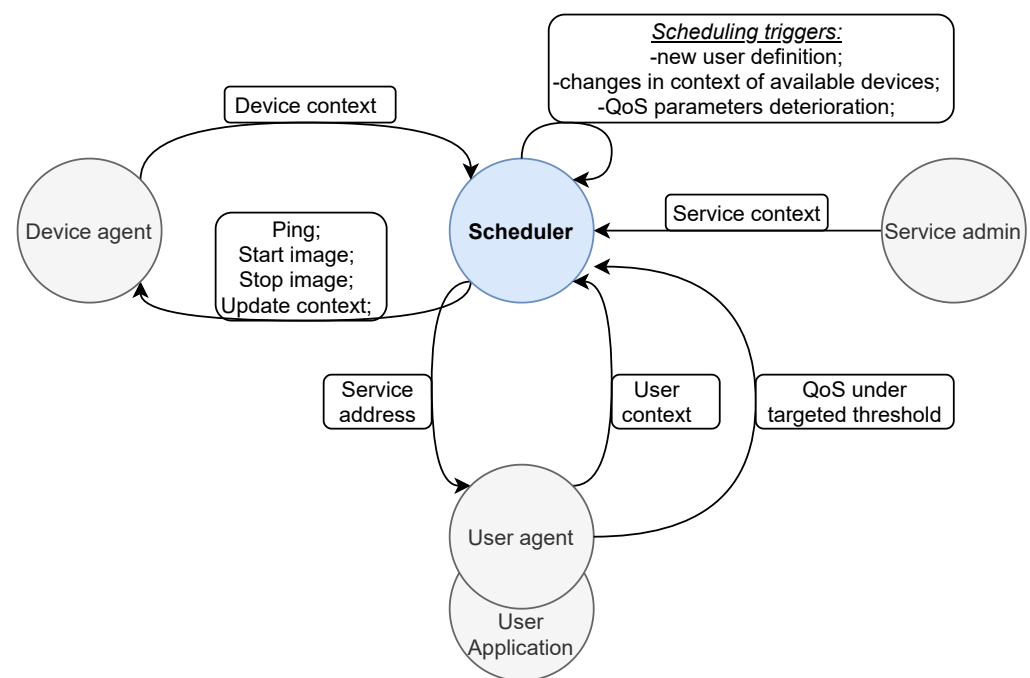 Scheduling triggers:
-new user definition;
-changes in context of available devices;
-QoS parameters deterioration;
Device context
Device agent
Ping;
Start image;
Stop image;
Update context;
Scheduler
Service context
Service admin
Service
address
User
context
QoS under
targeted threshold
User agent
User
Application